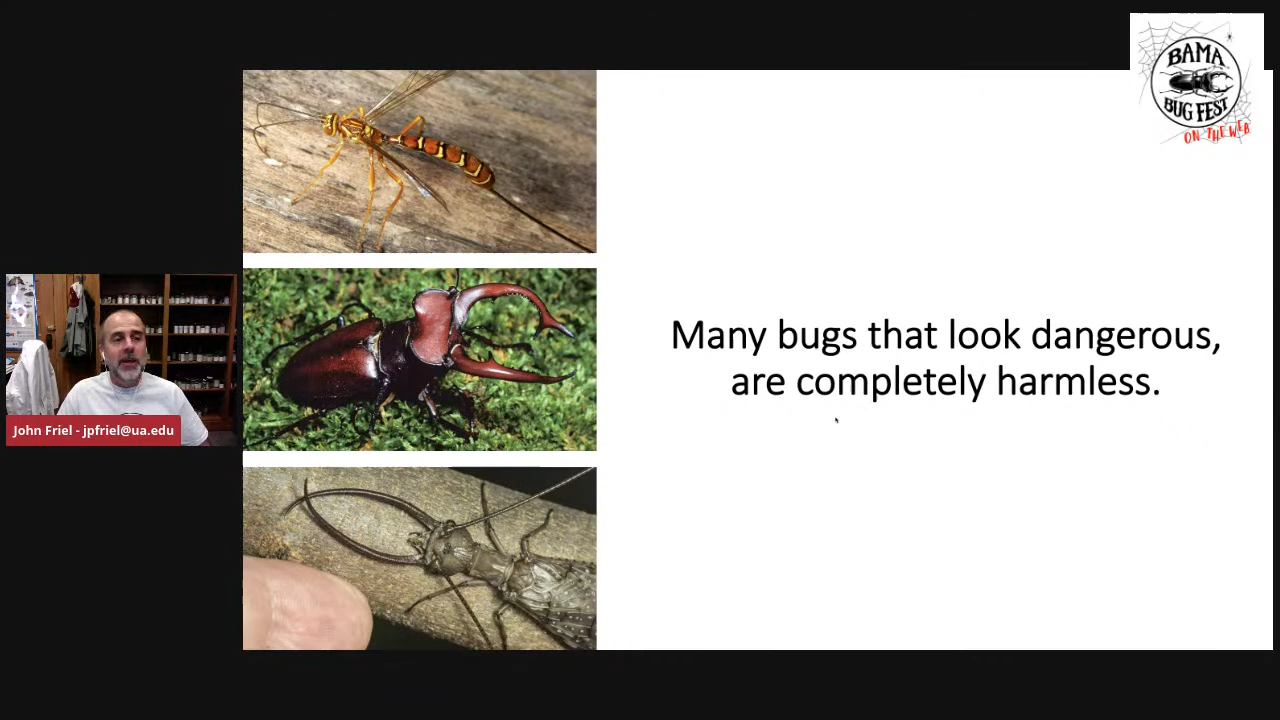 BAMA
BUG FEST
ON THE WEB
Many bugs that look dangerous,
are completely harmless.
John Friel - jpfriel@ua.edu